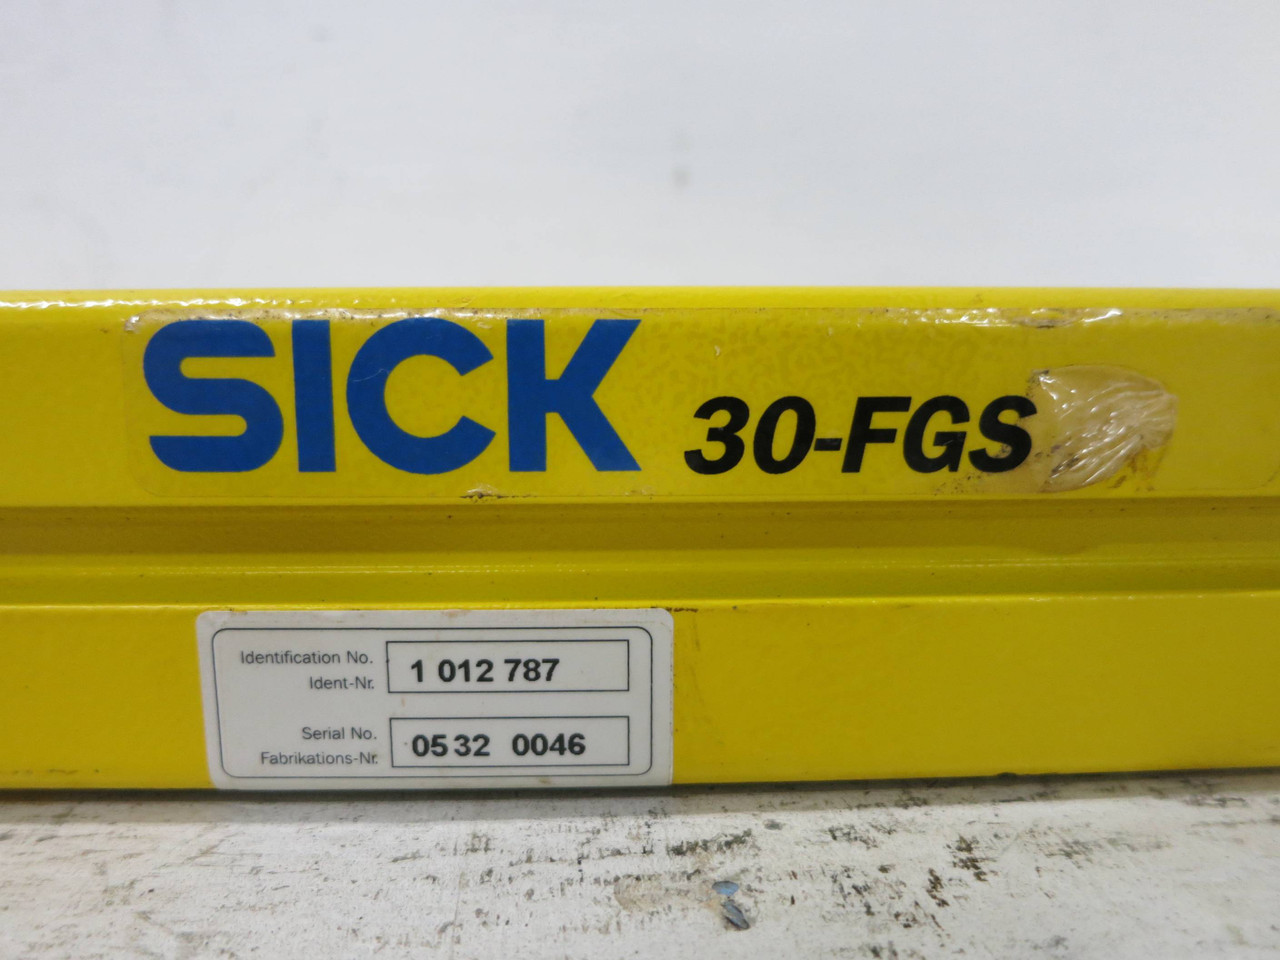 SICK 30-FGS
Identification No.
Ident-Nr.
1 012 787
Serial No.
Fabrikations-Nr.
05 32 0046